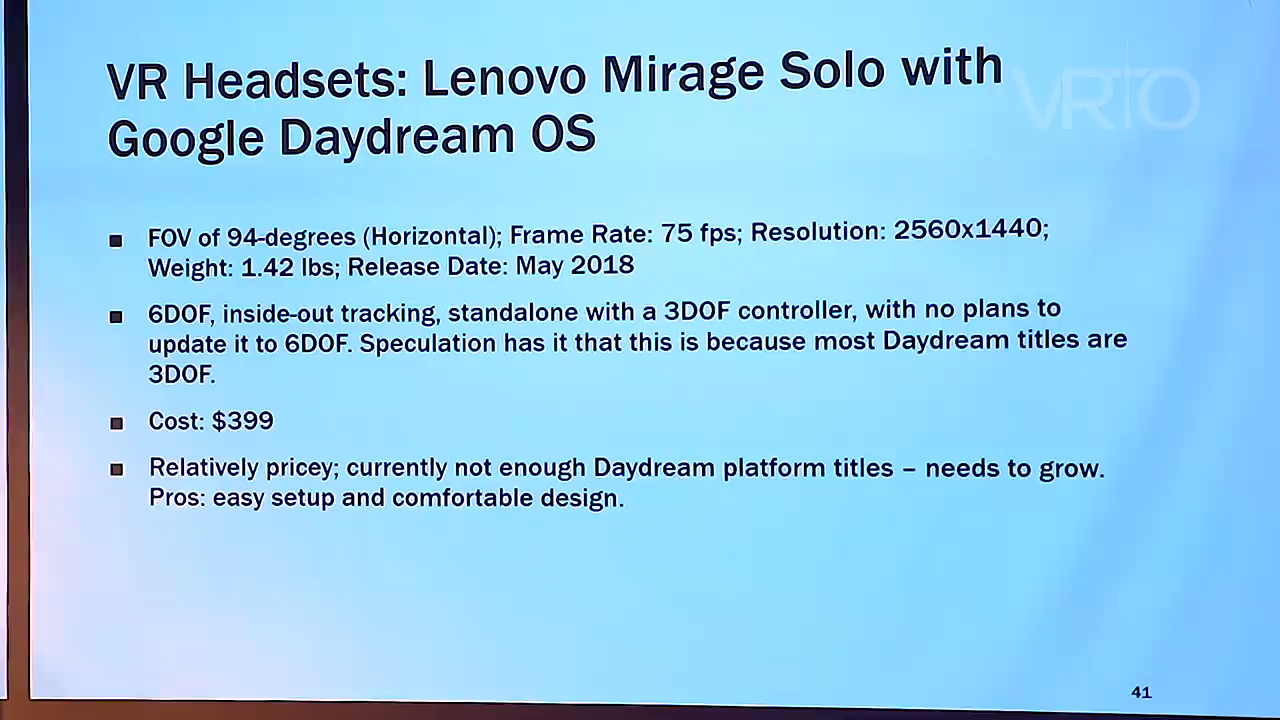 VR Headsets: Lenovo Mirage Solo with
Google Daydream OS
VRTO
■ FOV of 94-degrees (Horizontal); Frame Rate: 75 fps; Resolution: 2560x1440;
Weight: 1.42 lbs; Release Date: May 2018
■ 6DOF, inside-out tracking, standalone with a 3DOF controller, with no plans to
update it to 6DOF. Speculation has it that this is because most Daydream titles are
3DOF.
■ Cost: $399
■ Relatively pricey; currently not enough Daydream platform titles – needs to grow.
Pros: easy setup and comfortable design.
41